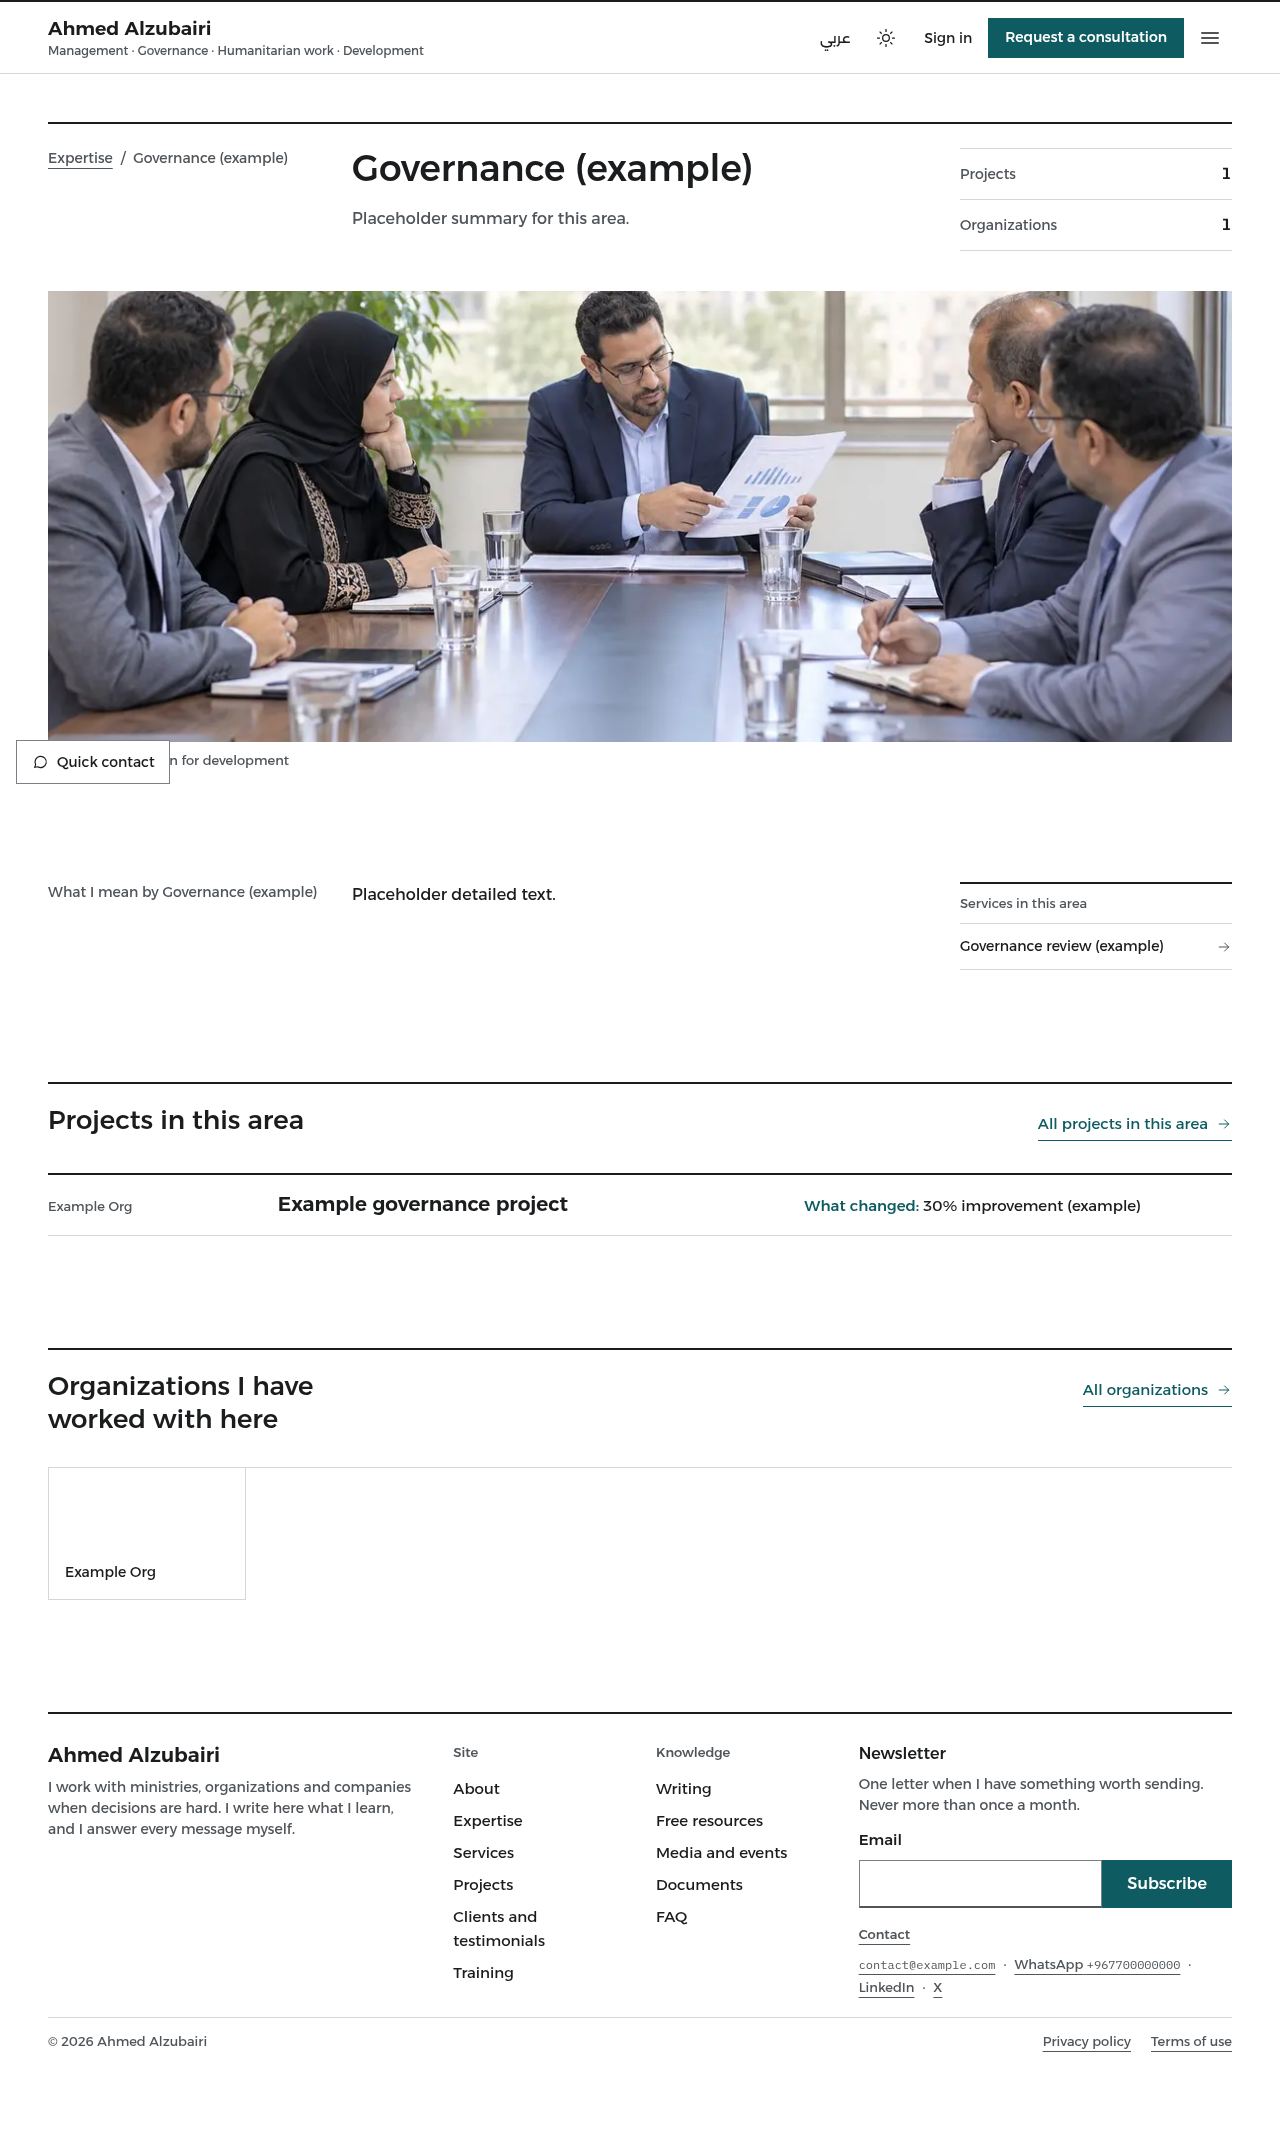 Ahmed Alzubairi
Management · Governance · Humanitarian work · Development
عربي
Sign in
Request a consultation
Expertise / Governance (example)
Governance (example)
Placeholder summary for this area.
Projects 1
Organizations 1
Quick contact
n for development
What I mean by Governance (example)
Placeholder detailed text.
Services in this area
Governance review (example)
Projects in this area
All projects in this area
Example Org
Example governance project
What changed: 30% improvement (example)
Organizations I have
worked with here
All organizations
Example Org
Ahmed Alzubairi
I work with ministries, organizations and companies
when decisions are hard. I write here what I learn,
and I answer every message myself.
Site
About
Expertise
Services
Projects
Clients and
testimonials
Training
Knowledge
Writing
Free resources
Media and events
Documents
FAQ
Newsletter
One letter when I have something worth sending.
Never more than once a month.
Email
Subscribe
Contact
contact@example.com · WhatsApp +967700000000 ·
LinkedIn · X
© 2026 Ahmed Alzubairi
Privacy policy
Terms of use